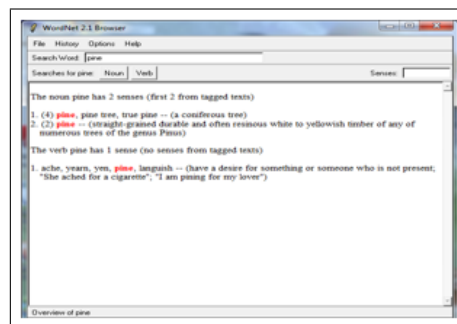 WordNet 2.1 Browser
File History Options Help
Search Word: pine
Searches for pine: Noun Verb Senses:
The noun pine has 2 senses (first 2 from tagged texts)
1. (4) pine, pine tree, true pine -- (a coniferous tree)
2. (2) pine -- (straight-grained durable and often resinous white to yellowish timber of any of
numerous trees of the genus Pinus)
The verb pine has 1 sense (no senses from tagged texts)
1. ache, yearn, yen, pine, languish -- (have a desire for something or someone who is not present;
"She ached for a cigarette"; "I am pining for my lover")
Overview of pine